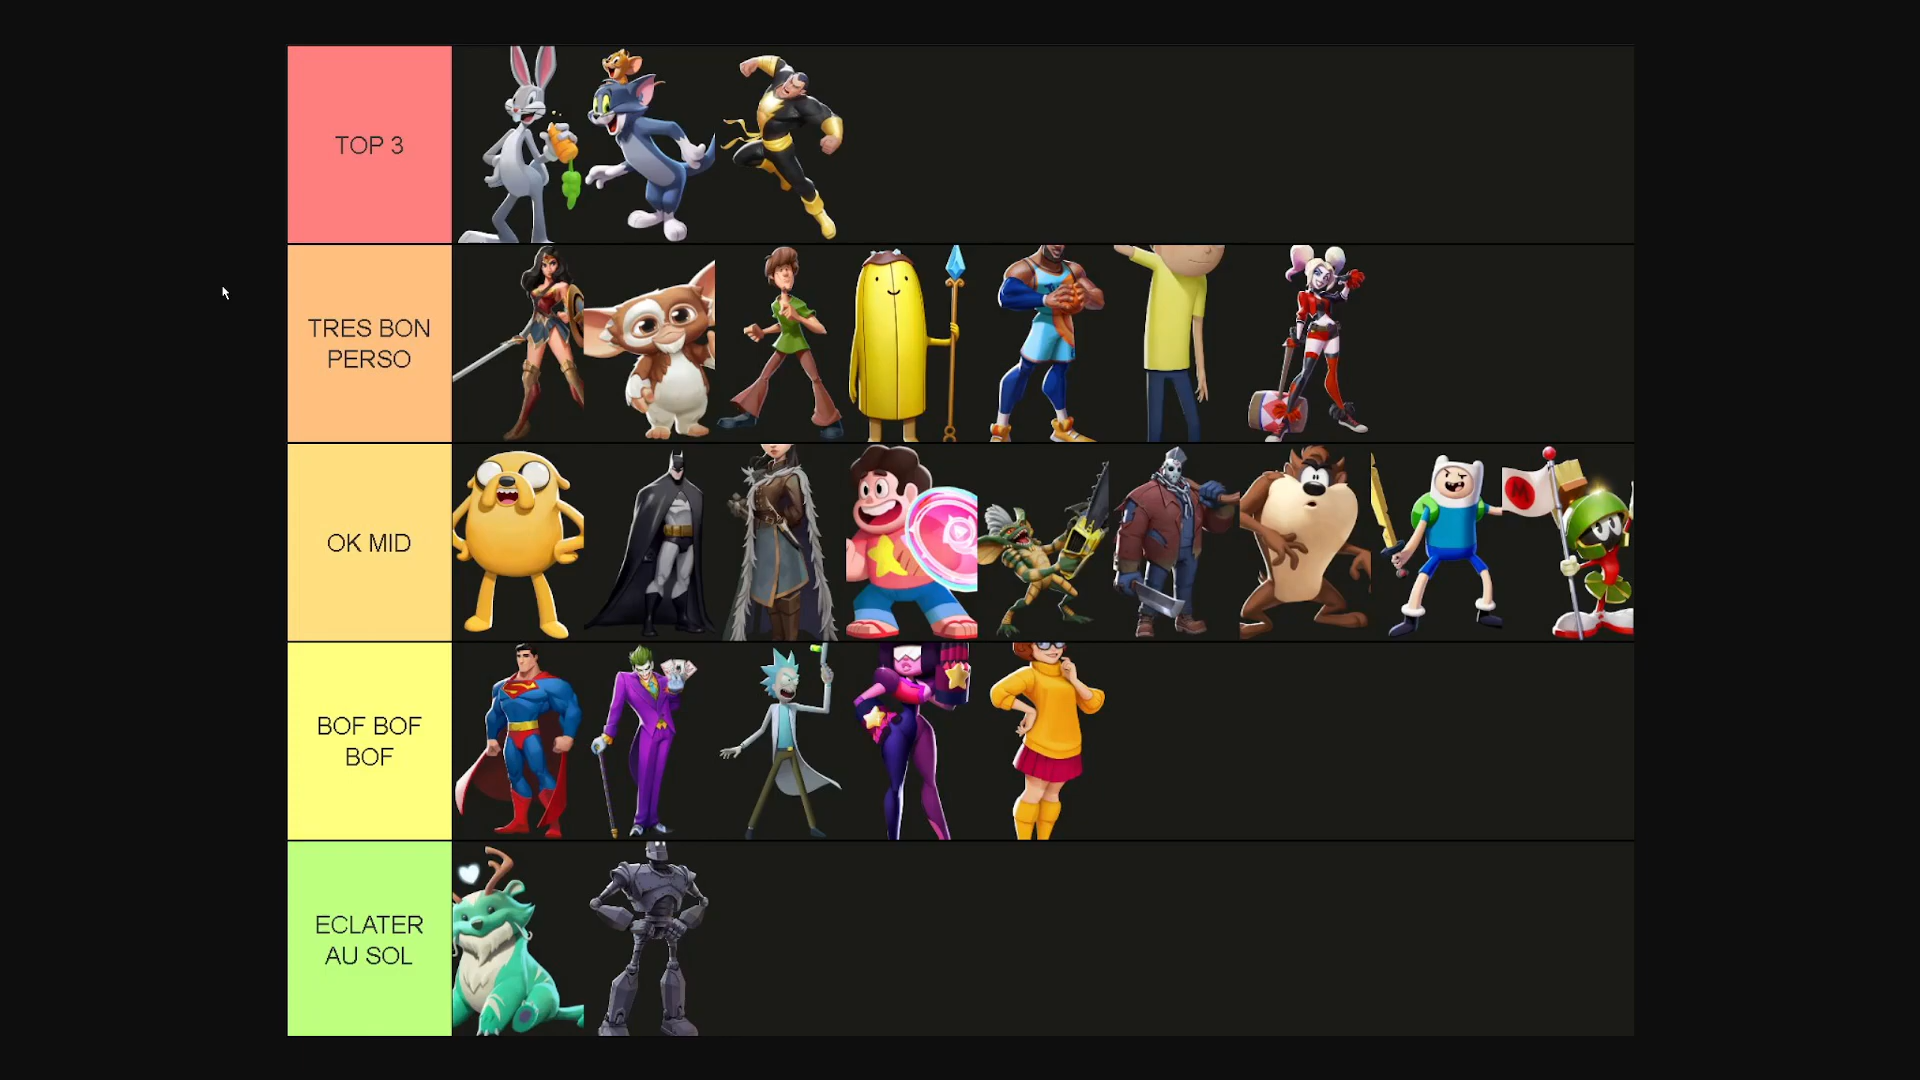 TOP 3
TRES BON
PERSO
OK MID
M
BOF BOF
BOF
ECLATER
AU SOL